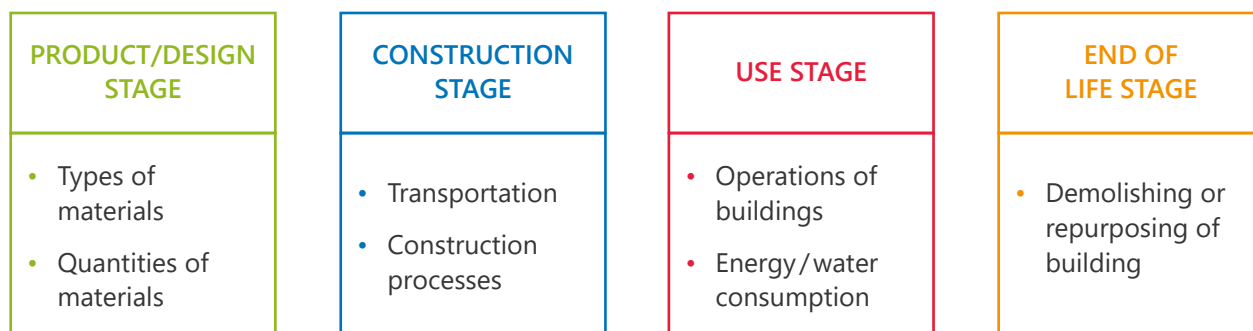 PRODUCT/DESIGN
STAGE
• Types of
materials
• Quantities of
materials
CONSTRUCTION
STAGE
• Transportation
• Construction
processes
USE STAGE
• Operations of
buildings
• Energy/water
consumption
END OF
LIFE STAGE
• Demolishing or
repurposing of
building